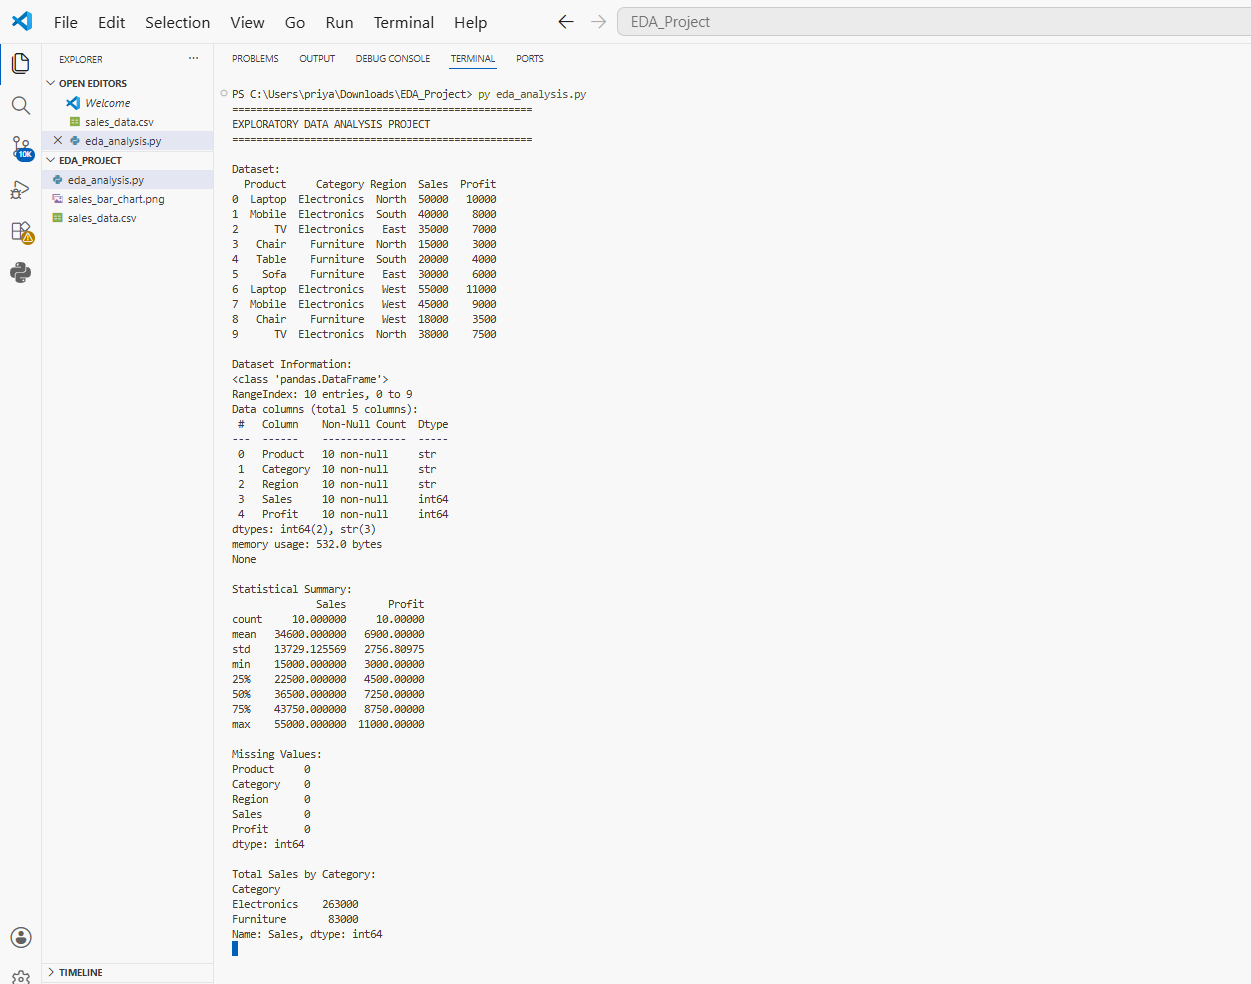 File Edit Selection View Go Run Terminal Help
EDA_Project
EXPLORER
OPEN EDITORS
Welcome
sales_data.csv
eda_analysis.py
EDA_PROJECT
eda_analysis.py
sales_bar_chart.png
sales_data.csv
10K
TIMELINE
PROBLEMS OUTPUT DEBUG CONSOLE TERMINAL PORTS
PS C:\Users\priya\Downloads\EDA_Project> py eda_analysis.py
==================================================
EXPLORATORY DATA ANALYSIS PROJECT
==================================================
Dataset:
  Product     Category Region  Sales  Profit
0  Laptop  Electronics  North  50000   10000
1  Mobile  Electronics  South  40000    8000
2      TV  Electronics   East  35000    7000
3   Chair    Furniture  North  15000    3000
4   Table    Furniture  South  20000    4000
5    Sofa    Furniture   East  30000    6000
6  Laptop  Electronics   West  55000   11000
7  Mobile  Electronics   West  45000    9000
8   Chair    Furniture   West  18000    3500
9      TV  Electronics  North  38000    7500
Dataset Information:
<class 'pandas.DataFrame'>
RangeIndex: 10 entries, 0 to 9
Data columns (total 5 columns):
 #   Column    Non-Null Count  Dtype
---  ------    --------------  -----
 0   Product   10 non-null     str
 1   Category  10 non-null     str
 2   Region    10 non-null     str
 3   Sales     10 non-null     int64
 4   Profit    10 non-null     int64
dtypes: int64(2), str(3)
memory usage: 532.0 bytes
None
Statistical Summary:
              Sales       Profit
count     10.000000     10.00000
mean   34600.000000   6900.00000
std    13729.125569   2756.80975
min    15000.000000   3000.00000
25%    22500.000000   4500.00000
50%    36500.000000   7250.00000
75%    43750.000000   8750.00000
max    55000.000000  11000.00000
Missing Values:
Product     0
Category    0
Region      0
Sales       0
Profit      0
dtype: int64
Total Sales by Category:
Category
Electronics    263000
Furniture       83000
Name: Sales, dtype: int64